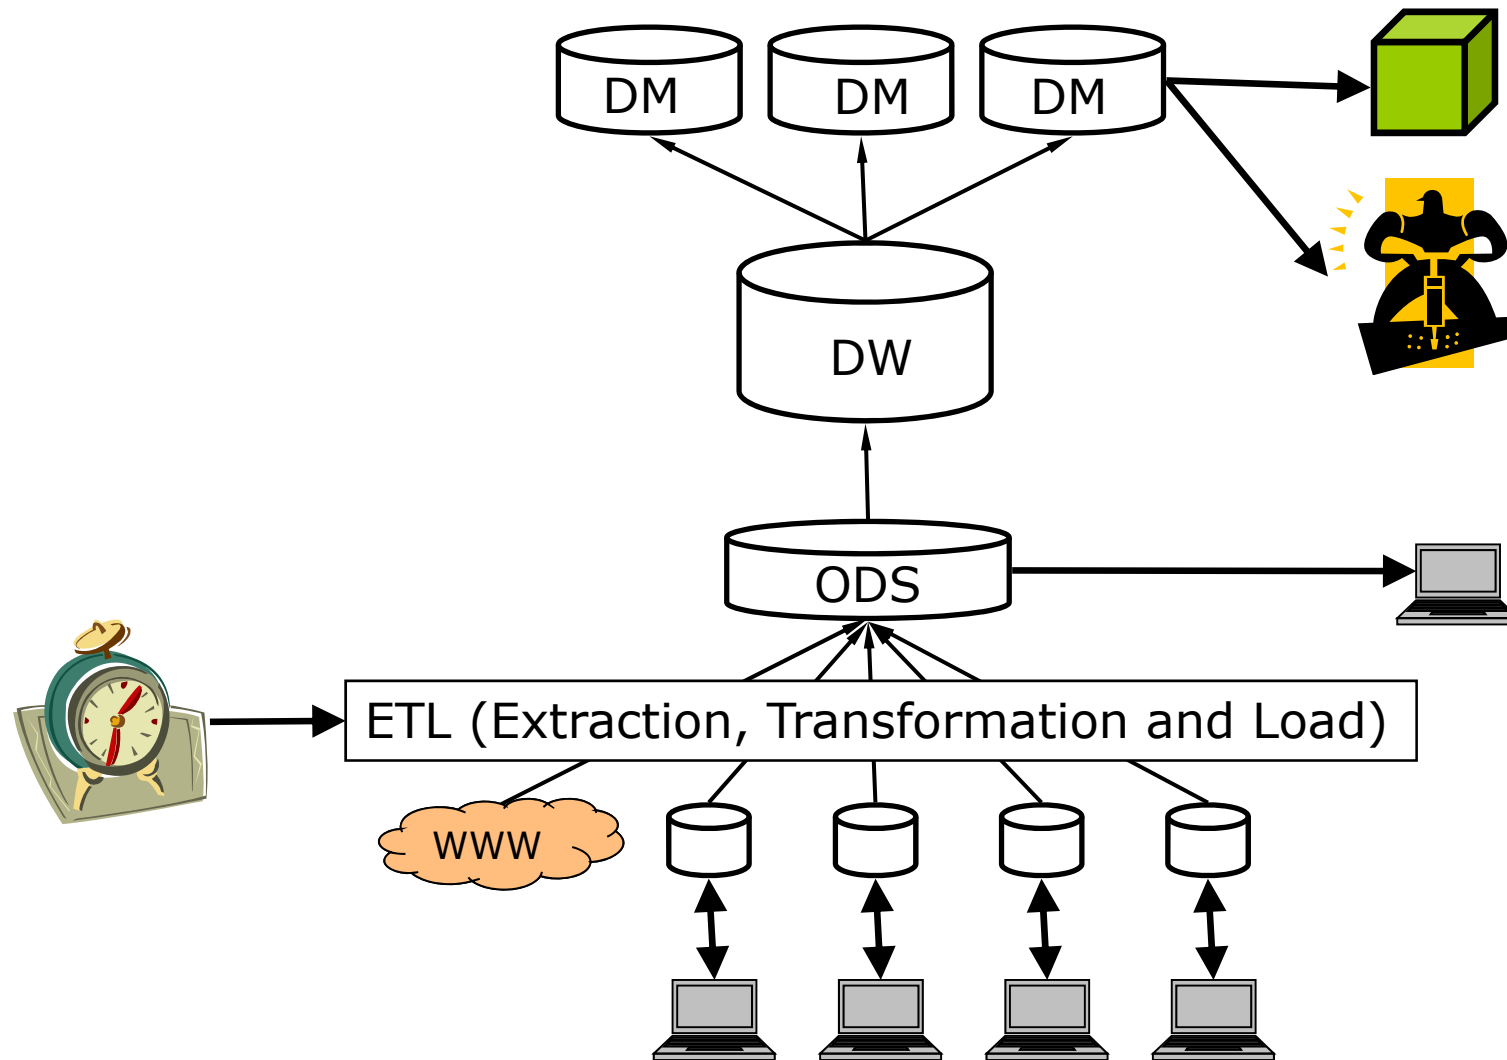 DM
DM
DM
DW
ODS
ETL (Extraction, Transformation and Load)
WWW